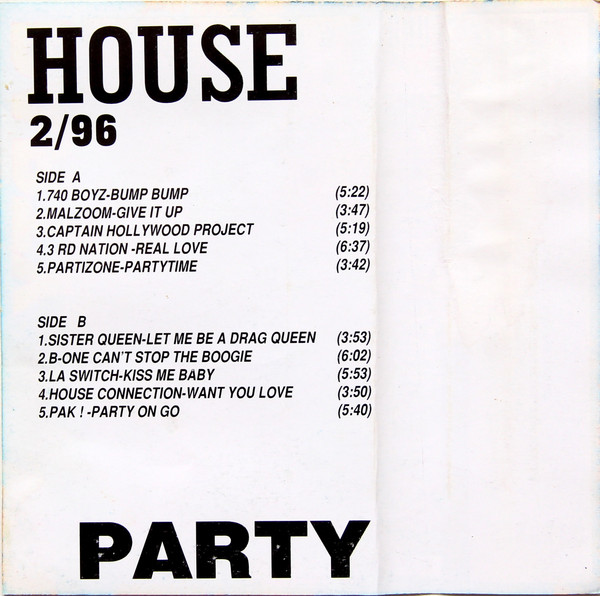 HOUSE
2/96
SIDE A
1.740 BOYZ-BUMP BUMP (5:22)
2.MALZOOM-GIVE IT UP (3:47)
3.CAPTAIN HOLLYWOOD PROJECT (5:19)
4.3 RD NATION -REAL LOVE (6:37)
5.PARTIZONE-PARTYTIME (3:42)
SIDE B
1.SISTER QUEEN-LET ME BE A DRAG QUEEN (3:53)
2.B-ONE CAN'T STOP THE BOOGIE (6:02)
3.LA SWITCH-KISS ME BABY (5:53)
4.HOUSE CONNECTION-WANT YOU LOVE (3:50)
5.PAK ! -PARTY ON GO (5:40)
PARTY